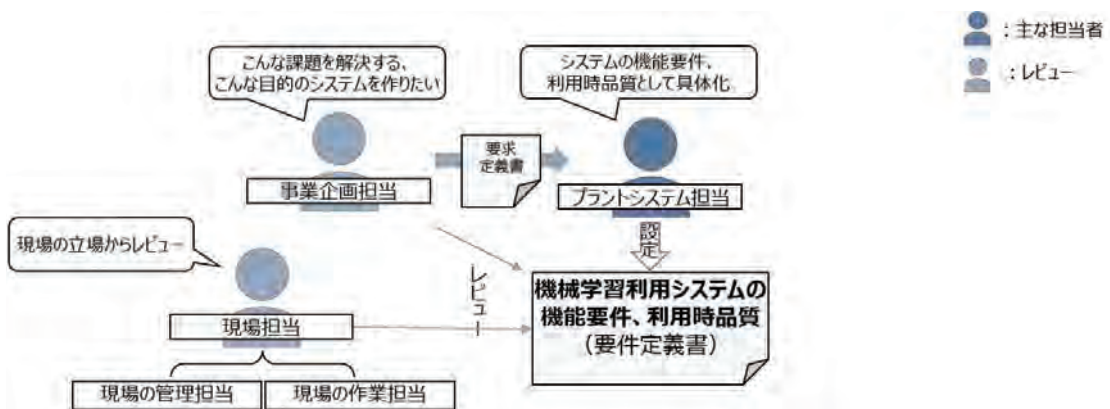 ：主な担当者
：レビュー
こんな課題を解決する、
こんな目的のシステムを作りたい
システムの機能要件、
利用時品質として具体化
要求
定義書
事業企画担当
プラントシステム担当
設定
現場の立場からレビュー
レビュー
現場担当
機械学習利用システムの
機能要件、利用時品質
（要件定義書）
現場の管理担当
現場の作業担当